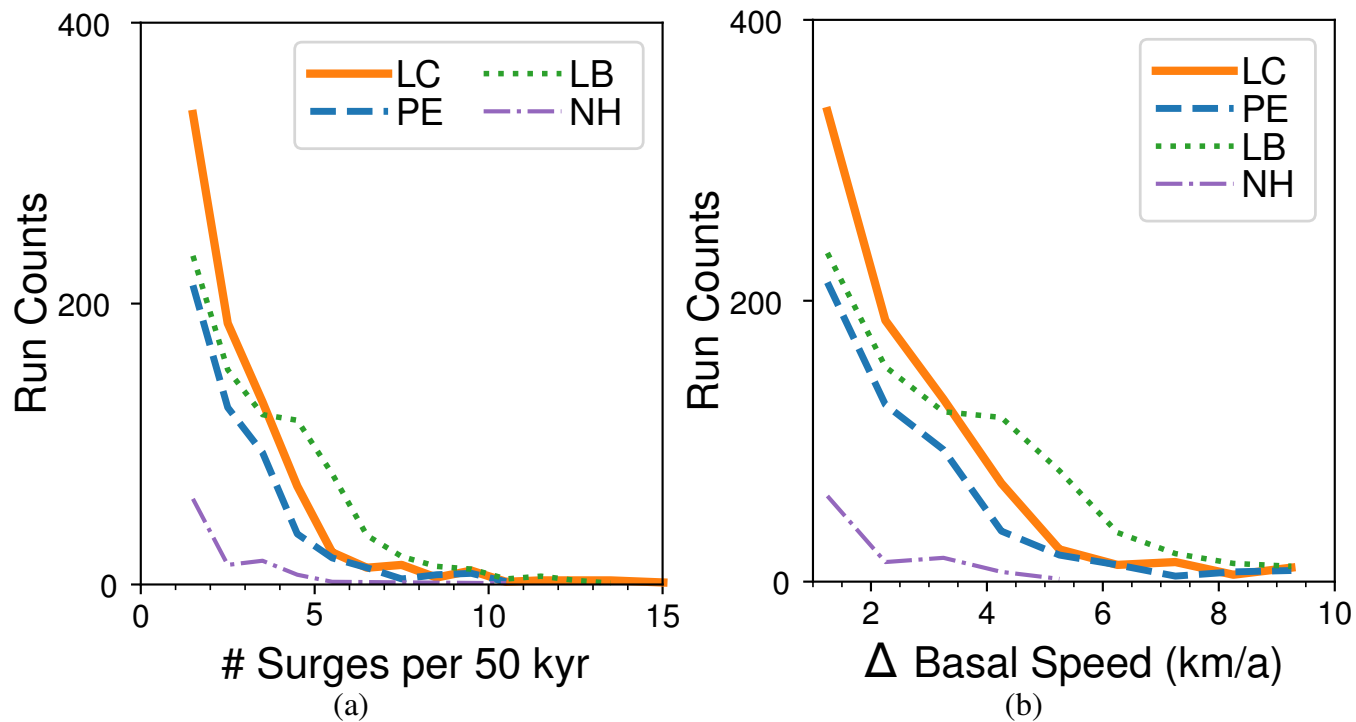 400
200
0
Run Counts
LC
PE
LB
NH
0
5
10
15
# Surges per 50 kyr
(a)
400
200
0
Run Counts
LC
PE
LB
NH
2
4
6
8
10
Δ Basal Speed (km/a)
(b)